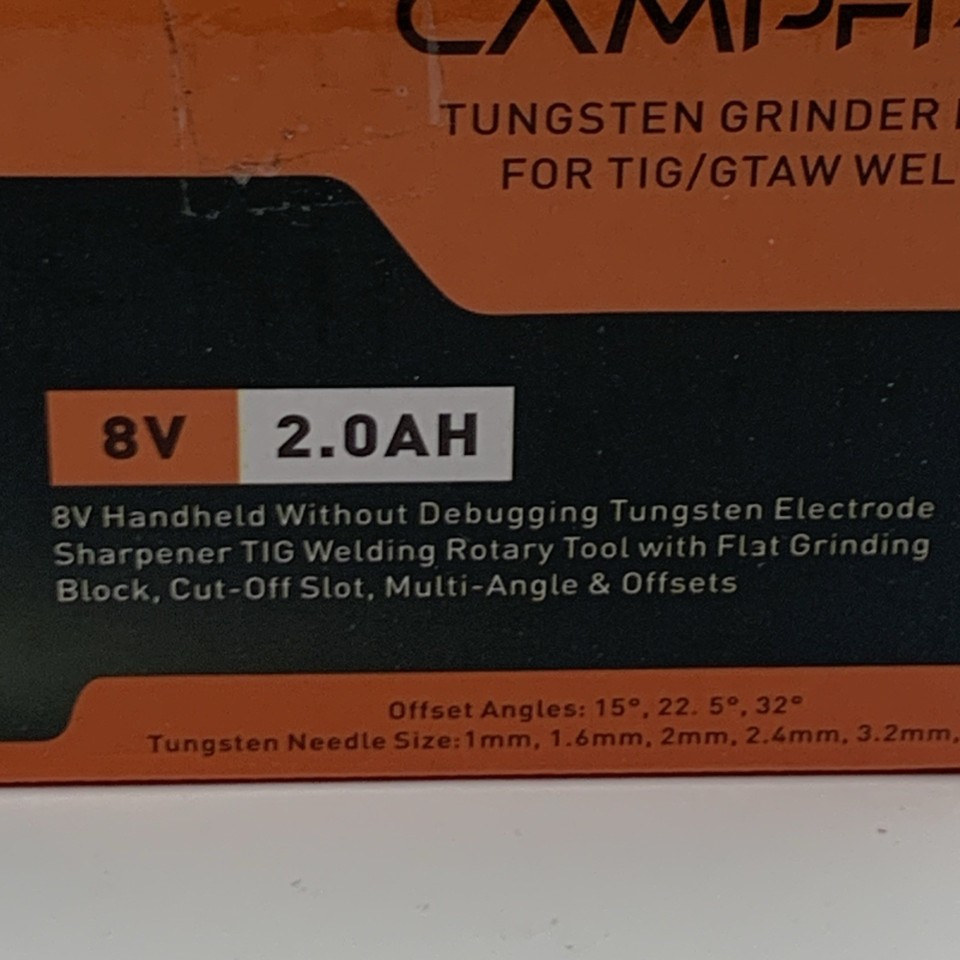 TUNGSTEN GRINDER
FOR TIG/GTAW WEL
8V 2.0AH
8V Handheld Without Debugging Tungsten Electrode
Sharpener TIG Welding Rotary Tool with Flat Grinding
Block, Cut-Off Slot, Multi-Angle & Offsets
Offset Angles: 15°, 22. 5°, 32°
Tungsten Needle Size:1mm, 1.6mm, 2mm, 2.4mm, 3.2mm,